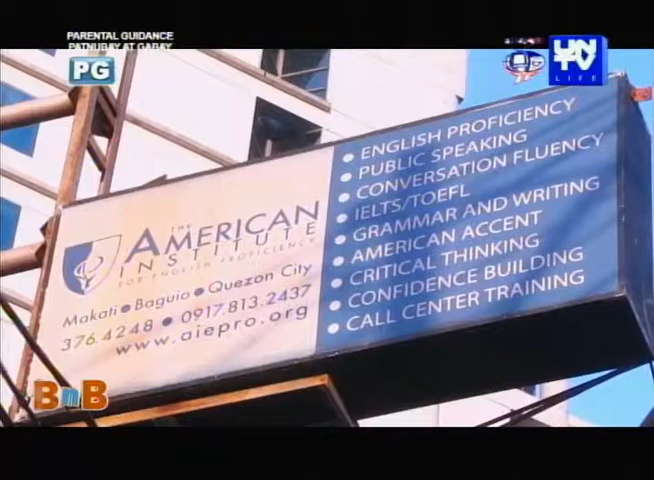 PARENTAL GUIDANCE
PATNUBAY AT GABAY
PG
UNTV
LIVE
THE
AMERICAN
INSTITUTE
FOR ENGLISH PROFICIENCY
Makati • Baguio • Quezon City
376.4248 • 0917.813.2437
www.aiepro.org
• ENGLISH PROFICIENCY
• PUBLIC SPEAKING
• CONVERSATION FLUENCY
• IELTS/TOEFL
• GRAMMAR AND WRITING
• AMERICAN ACCENT
• CRITICAL THINKING
• CONFIDENCE BUILDING
• CALL CENTER TRAINING
BnB